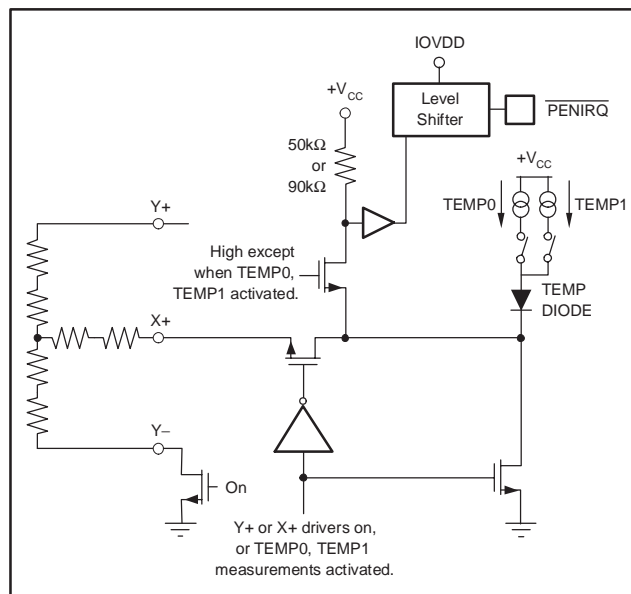 IOVDD
+VCC
Level
Shifter
PENIRQ
50kΩ
or
90kΩ
+VCC
TEMP0
TEMP1
Y+
High except
when TEMP0,
TEMP1 activated.
TEMP
DIODE
X+
Y−
On
Y+ or X+ drivers on,
or TEMP0, TEMP1
measurements activated.